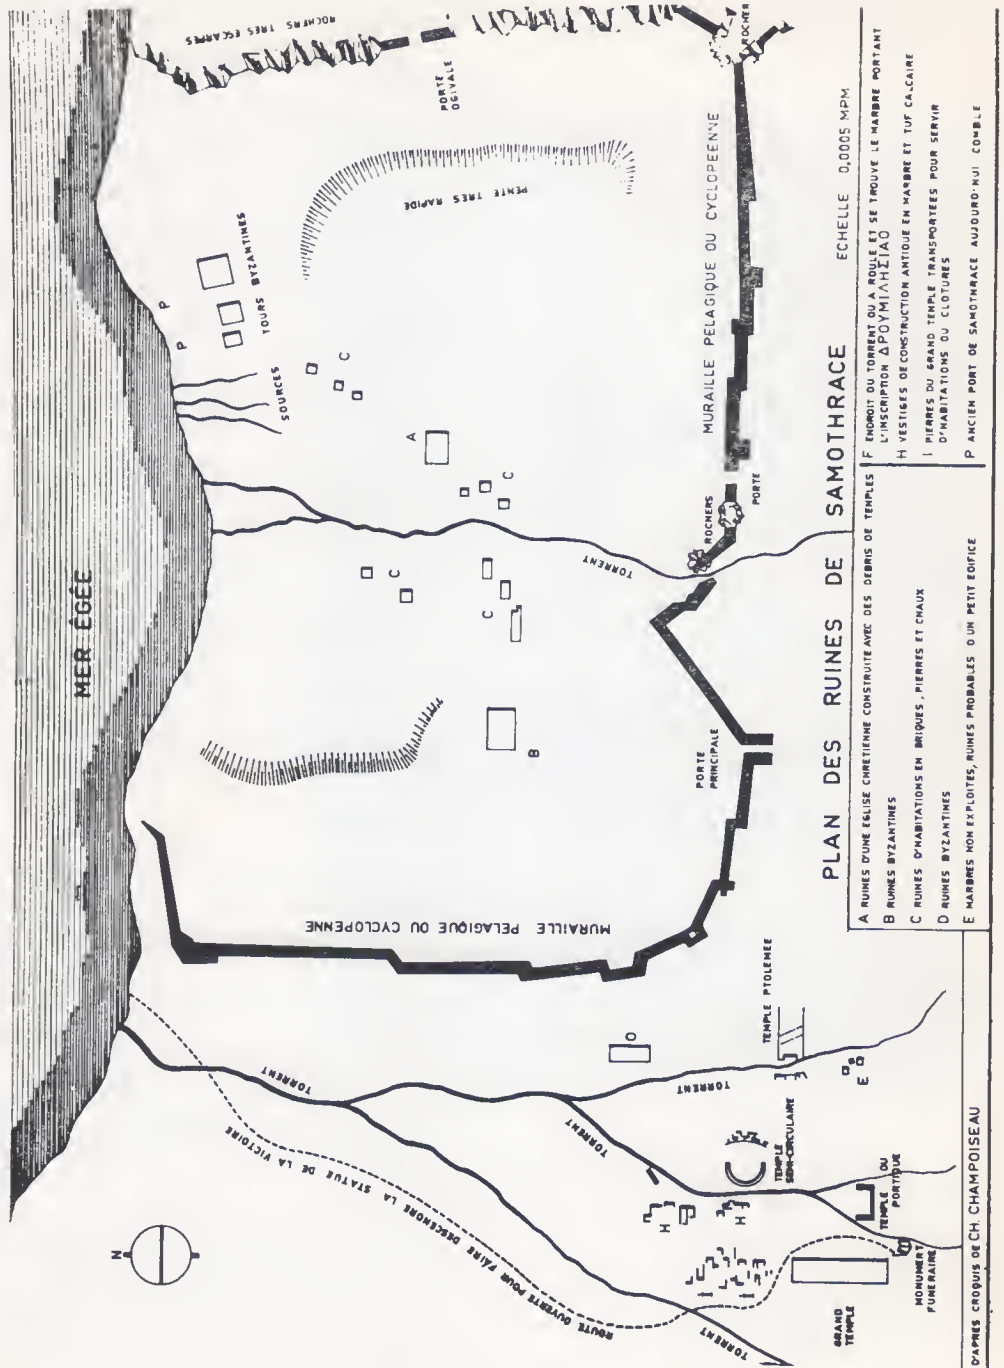 MER ÉGÉE
ROCHERS TRES ESCARPES
PORTE
OGIVALE
ROCHER
PENTE TRES RAPIDE
TOURS BYZANTINES
P
P
SOURCES
C
A
C
MURAILLE PELAGIQUE OU CYCLOPEENNE
ECHELLE 0,0005 MPM
ROCHERS
PORTE
TORRENT
C
C
B
PORTE
PRINCIPALE
MURAILLE PELAGIQUE OU CYCLOPENNE
N
TORRENT
ROUTE OUVERTE POUR FAIRE DESCENDRE LA STATUE DE LA VICTOIRE
TORRENT
TORRENT
TORRENT
D
TEMPLE PTOLEMEE
E
TEMPLE
SEMI-CIRCULAIRE
H
H
I
I
TEMPLE OU
PORTIQUE
MONUMERT
FUNERAIRE
GRAND
TEMPLE
PLAN DES RUINES DE SAMOTHRACE
A RUINES D'UNE EGLISE CHRETIENNE CONSTRUITE AVEC DES DEBRIS DE TEMPLES
B RUINES BYZANTINES
C RUINES D'HABITATIONS EN BRIQUES, PIERRES ET CHAUX
D RUINES BYZANTINES
E MARBRES NON EXPLOITES, RUINES PROBABLES D UN PETIT EDIFICE
F ENDROIT OU TORRENT OU A ROULE ET SE TROUVE LE MARBRE PORTANT
L'INSCRIPTION ΔΡΟΥΜΙΛΗΣΙΑΟ
H VESTIGES DE CONSTRUCTION ANTIQUE EN MARBRE ET TUF CALCAIRE
I PIERRES DU GRAND TEMPLE TRANSPORTEES POUR SERVIR
D'HABITATIONS OU CLOTURES
P ANCIEN PORT DE SAMOTHRACE AUJOURD-HUI COMBLE
D'APRES CROQUIS DE CH. CHAMPOISEAU